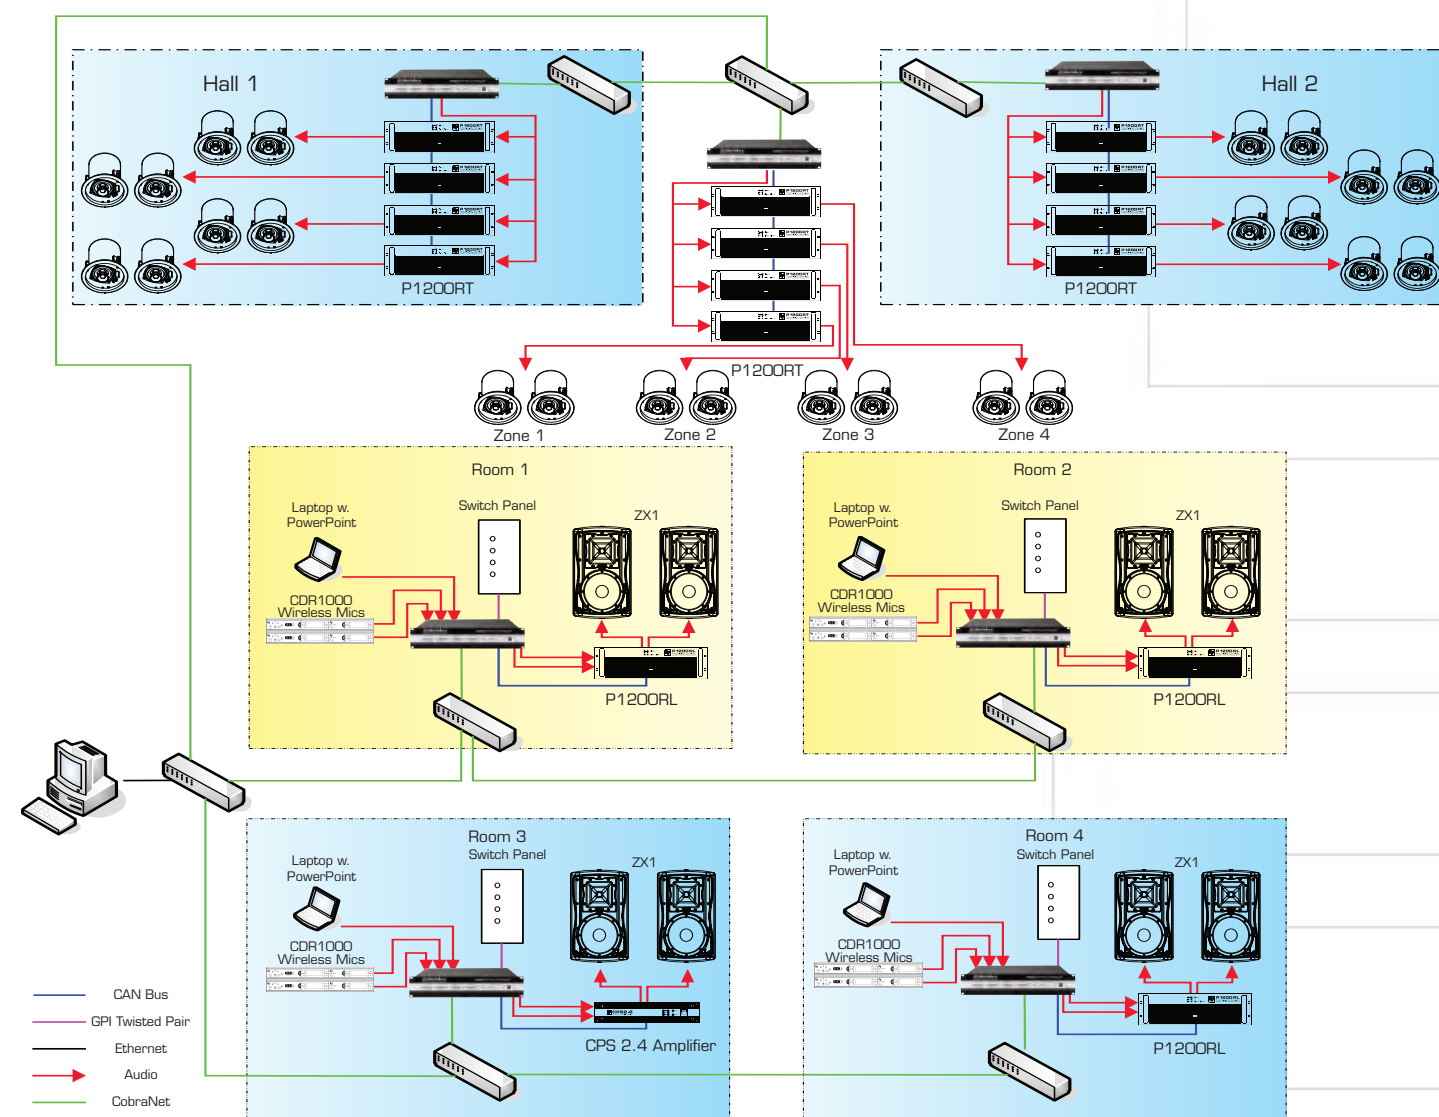 Hall 1
Hall 2
P1200RT
P1200RT
P1200RT
Zone 1
Zone 2
Zone 3
Zone 4
Room 1
Laptop w.
PowerPoint
Switch Panel
ZX1
CDR1000
Wireless Mics
P1200RL
P1200RL
Room 2
Laptop w.
PowerPoint
Switch Panel
ZX1
CDR1000
Wireless Mics
P1200RL
P1200RL
Room 3
Laptop w.
PowerPoint
Switch Panel
ZX1
CDR1000
Wireless Mics
CPS 2.4 Amplifier
Room 4
Laptop w.
PowerPoint
Switch Panel
ZX1
CDR1000
Wireless Mics
P1200RL
CAN Bus
GPI Twisted Pair
Ethernet
Audio
CobraNet